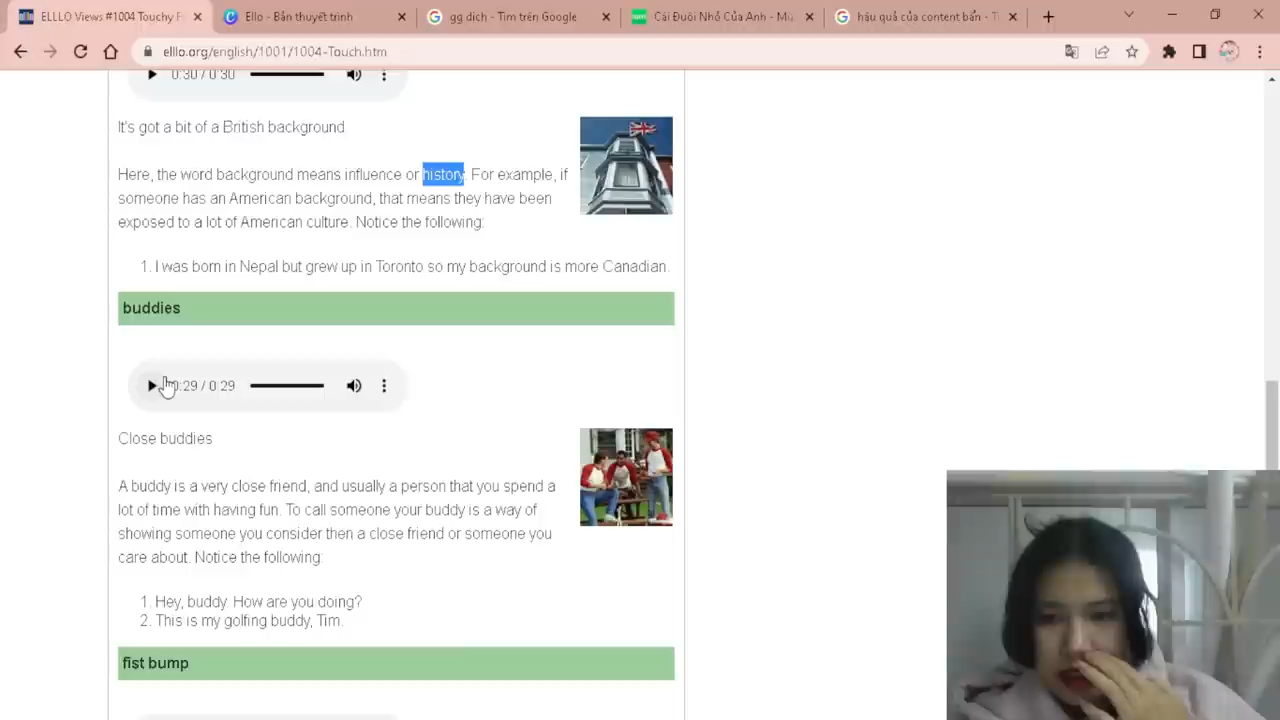 ELLLO Views #1004 Touchy F
Ello - Bản thuyết trình
gg dịch - Tìm trên Google
Cái Đuôi Nhỏ Của Anh - Mù
hậu quả của content bẩn - Tì
elllo.org/english/1001/1004-Touch.htm
0:30 / 0:30
It's got a bit of a British background
Here, the word background means influence or history. For example, if
someone has an American background, that means they have been
exposed to a lot of American culture. Notice the following:
1. I was born in Nepal but grew up in Toronto so my background is more Canadian.
buddies
0:29 / 0:29
Close buddies
A buddy is a very close friend, and usually a person that you spend a
lot of time with having fun. To call someone your buddy is a way of
showing someone you consider then a close friend or someone you
care about. Notice the following:
1. Hey, buddy. How are you doing?
2. This is my golfing buddy, Tim.
fist bump